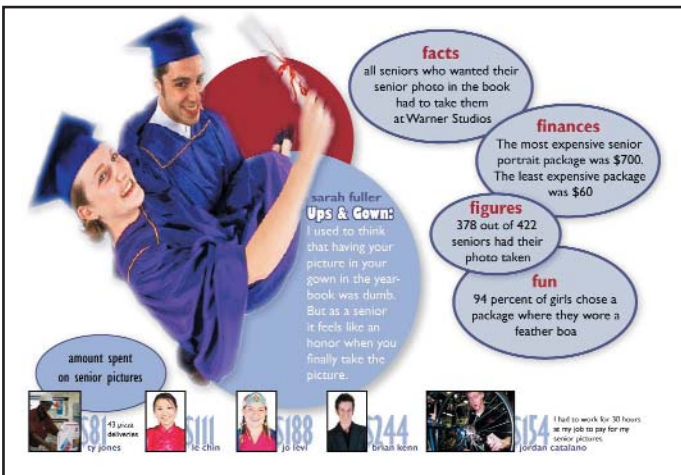 facts
all seniors who wanted their
senior photo in the book
had to take them
at Warner Studios
finances
The most expensive senior
portrait package was $700.
The least expensive package
was $60
figures
378 out of 422
seniors had their
photo taken
fun
94 percent of girls chose a
package where they wore a
feather boa
sarah fuller
Ups & Gown:
I used to think
that having your
picture in your
gown in the year-
book was dumb.
But as a senior
it feels like an
honor when you
finally take the
picture.
amount spent
on senior pictures
$81
43 pizza
deliveries
ty jones
$111
le chin
$188
jo levi
$244
brian kenn
$154
I had to work for 30 hours
at my job to pay for my
senior pictures.
jordan catalano